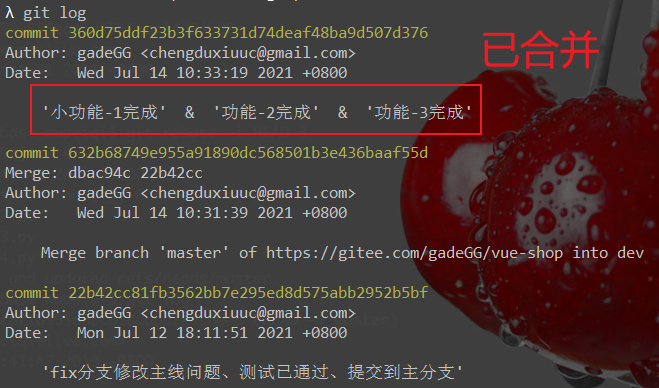 λ git log
commit 360d75ddf23b3f633731d74deaf48ba9d507d376
Author: gadeGG <chengduxiuuc@gmail.com>
已合并
Date:   Wed Jul 14 10:33:19 2021 +0800
'小功能-1完成' & '功能-2完成' & '功能-3完成'
commit 632b68749e955a91890dc568501b3e436baaf55d
Merge: dbac94c 22b42cc
Author: gadeGG <chengduxiuuc@gmail.com>
Date:   Wed Jul 14 10:31:39 2021 +0800
Merge branch 'master' of https://gitee.com/gadeGG/vue-shop into dev
commit 22b42cc81fb3562bb7e295ed8d575abb2952b5bf
Author: gadeGG <chengduxiuuc@gmail.com>
Date:   Mon Jul 12 18:11:51 2021 +0800
'fix分支修改主线问题、测试已通过、提交到主分支'